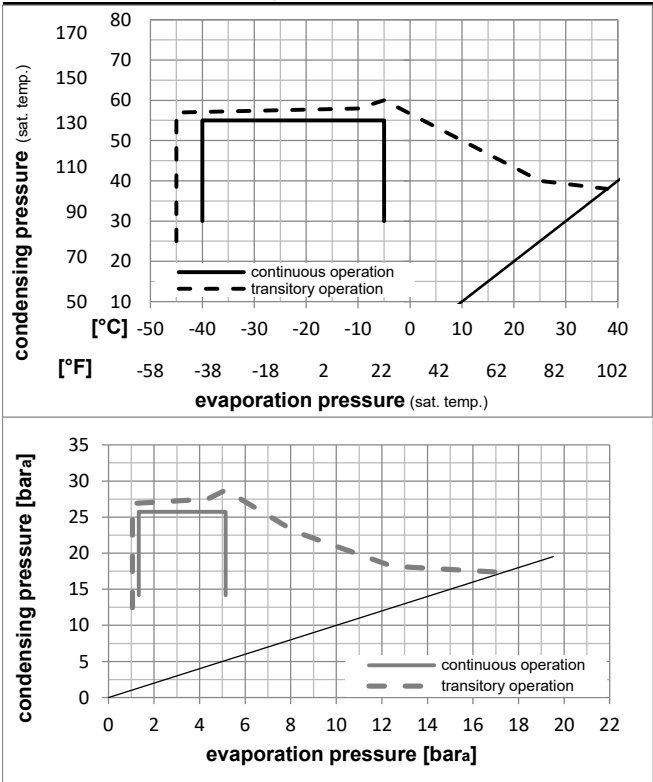 condensing pressure (sat. temp.)
170 80
70
150 60
130 50
110 40
90 30
70 20
50 10
continuous operation
transitory operation
[°C] -50 -40 -30 -20 -10 0 10 20 30 40
[°F] -58 -38 -18 2 22 42 62 82 102
evaporation pressure (sat. temp.)
condensing pressure [bara]
35
30
25
20
15
10
5
0
continuous operation
transitory operation
0 2 4 6 8 10 12 14 16 18 20 22
evaporation pressure [bara]